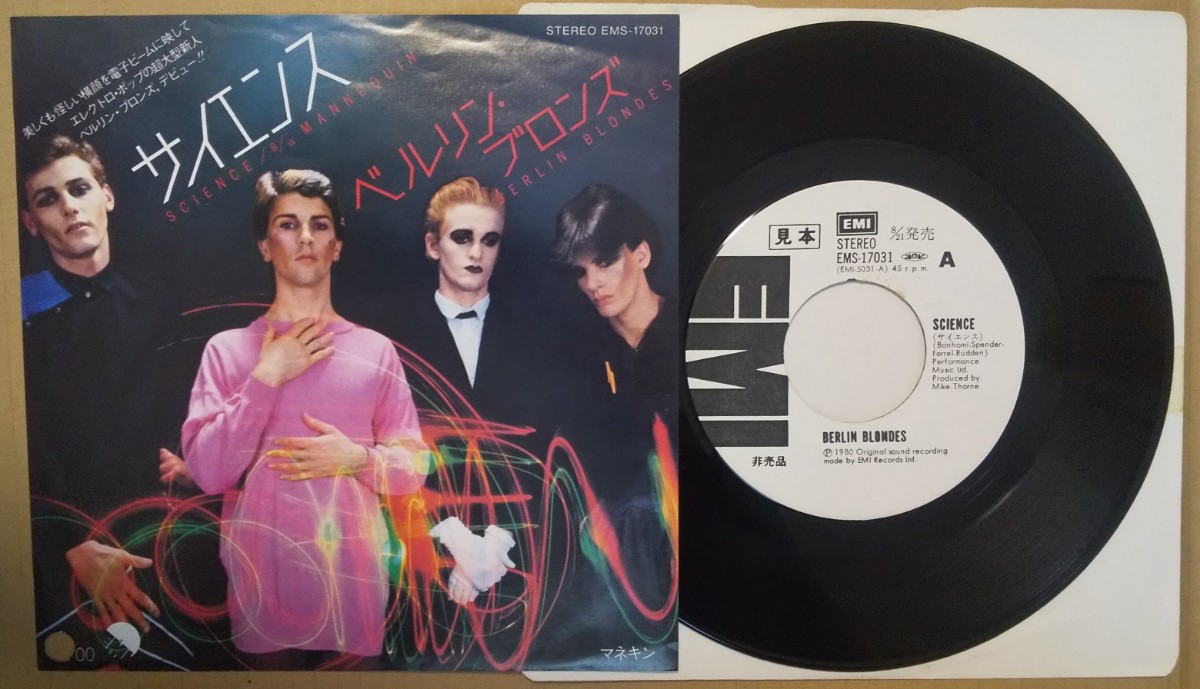 STEREO EMS-17031
美しくも怪しい横顔を電子ビームに映して
エレクトロ・ポップの超大型新人
ベルリン・ブロンズ、デビュー!!
サイエンス
SCIENCE / B/W MANNEQUIN
ベルリン・
ブロンズ
BERLIN BLONDES
00
EMI
マネキン
見本
EMI
8/21発売
STEREO
EMS-17031
(EMI-5031-A) 45 r.p.m.
A
EMI
SCIENCE
(サイエンス)
(Bonhomi-Spender-
Farrel-Rudden)
Performance
Music Ltd.
Produced by
Mike Thorne
BERLIN BLONDES
Ⓟ 1980 Original sound recording
made by EMI Records Ltd.
非売品